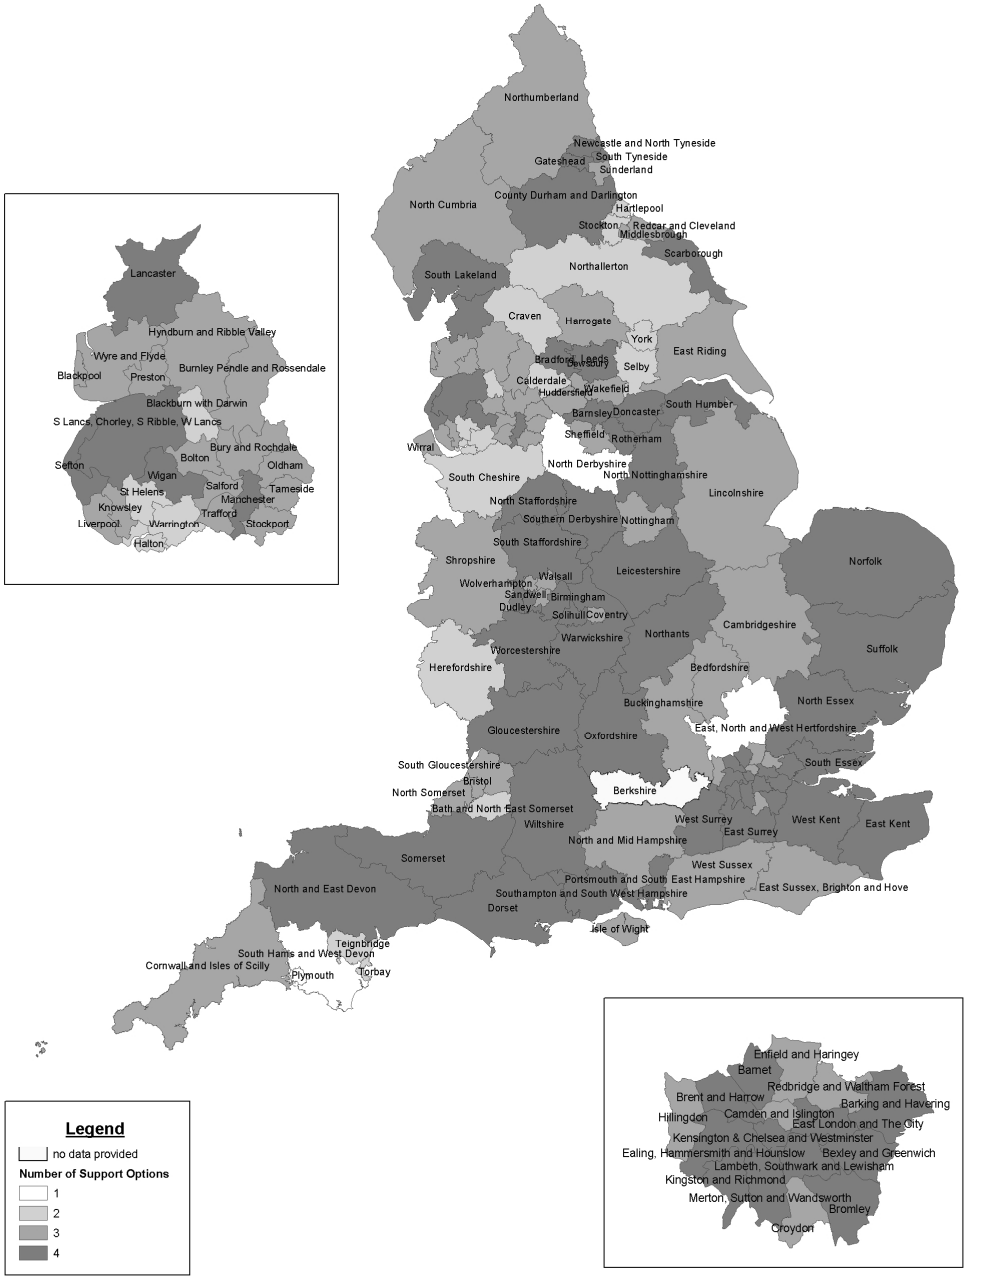 Northumberland
Newcastle and North Tyneside
South Tyneside
Gateshead
Sunderland
County Durham and Darlington
North Cumbria
Hartlepool
Stockton
Redcar and Cleveland
Middlesbrough
Scarborough
Northallerton
South Lakeland
Craven
Harrogate
York
East Riding
Bradford
Leeds
Dewsbury
Selby
Calderdale
Huddersfield
Wakefield
South Humber
Barnsley
Doncaster
Sheffield
Rotherham
Wirral
North Derbyshire
North Nottinghamshire
South Cheshire
Lincolnshire
North Staffordshire
Southern Derbyshire
Nottingham
South Staffordshire
Shropshire
Leicestershire
Norfolk
Walsall
Wolverhampton
Sandwell
Birmingham
Dudley
Solihull
Coventry
Cambridgeshire
Warwickshire
Northants
Suffolk
Worcestershire
Herefordshire
Bedfordshire
Buckinghamshire
North Essex
East, North and West Hertfordshire
Gloucestershire
Oxfordshire
South Essex
South Gloucestershire
Bristol
North Somerset
Berkshire
Bath and North East Somerset
Wiltshire
West Surrey
West Kent
East Kent
East Surrey
North and Mid Hampshire
Somerset
West Sussex
Portsmouth and South East Hampshire
East Sussex, Brighton and Hove
North and East Devon
Southampton and South West Hampshire
Dorset
Isle of Wight
Teignbridge
South Hams and West Devon
Cornwall and Isles of Scilly
Plymouth
Torbay
Lancaster
Hyndburn and Ribble Valley
Wyre and Flyde
Burnley Pendle and Rossendale
Blackpool
Preston
Blackburn with Darwin
S Lancs, Chorley, S Ribble, W Lancs
Bury and Rochdale
Bolton
Sefton
Oldham
Wigan
Salford
Tameside
St Helens
Manchester
Knowsley
Trafford
Liverpool
Warrington
Stockport
Halton
Enfield and Haringey
Barnet
Redbridge and Waltham Forest
Brent and Harrow
Barking and Havering
Hillingdon
Camden and Islington
East London and The City
Kensington & Chelsea and Westminster
Ealing, Hammersmith and Hounslow
Bexley and Greenwich
Lambeth, Southwark and Lewisham
Kingston and Richmond
Merton, Sutton and Wandsworth
Bromley
Croydon
Legend
no data provided
Number of Support Options
1
2
3
4